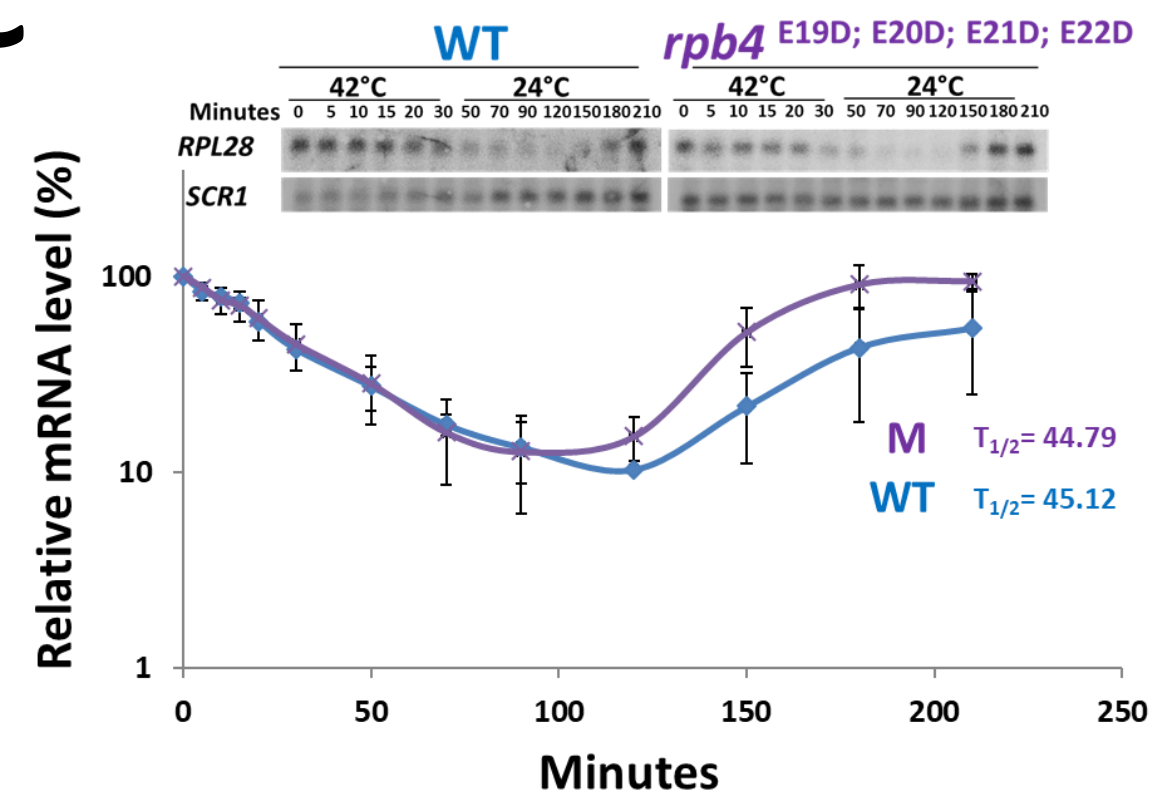 WT rpb4 E19D; E20D; E21D; E22D
42°C 24°C 42°C 24°C
Minutes 0 5 10 15 20 30 50 70 90 120 150 180 210 0 5 10 15 20 30 50 70 90 120 150 180 210
RPL28
SCR1
Relative mRNA level (%)
100
10
1
M T1/2= 44.79
WT T1/2= 45.12
0 50 100 150 200 250
Minutes